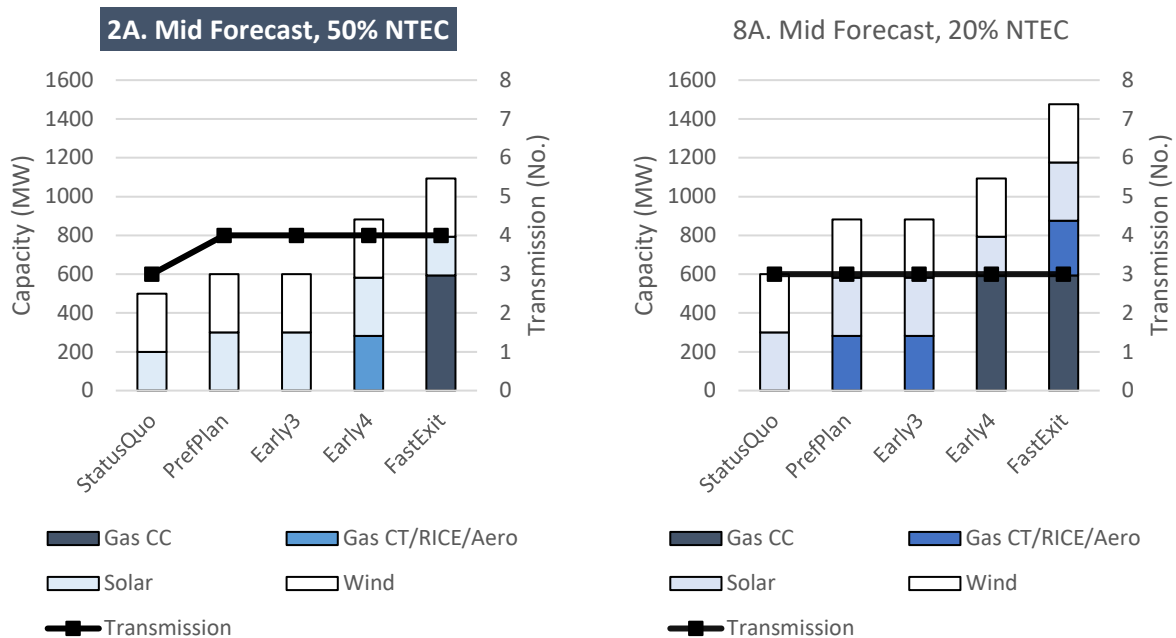 2A. Mid Forecast, 50% NTEC
1600
1400
1200
1000
800
600
400
200
0
Capacity (MW)
8
7
6
5
4
3
2
1
0
Transmission (No.)
StatusQuo
PrefPlan
Early3
Early4
FastExit
Gas CC
Gas CT/RICE/Aero
Solar
Wind
Transmission
8A. Mid Forecast, 20% NTEC
1600
1400
1200
1000
800
600
400
200
0
Capacity (MW)
8
7
6
5
4
3
2
1
0
Transmission (No.)
StatusQuo
PrefPlan
Early3
Early4
FastExit
Gas CC
Gas CT/RICE/Aero
Solar
Wind
Transmission